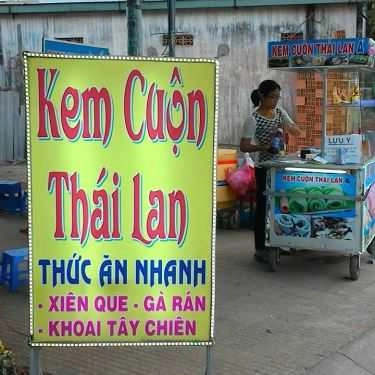 Kem Cuộn
Thái Lan
THỨC ĂN NHANH
- XIÊN QUE - GÀ RÁN
- KHOAI TÂY CHIÊN
KEM CUỘN THÁI LAN
LƯU Ý
KEM CUỘN THÁI LAN